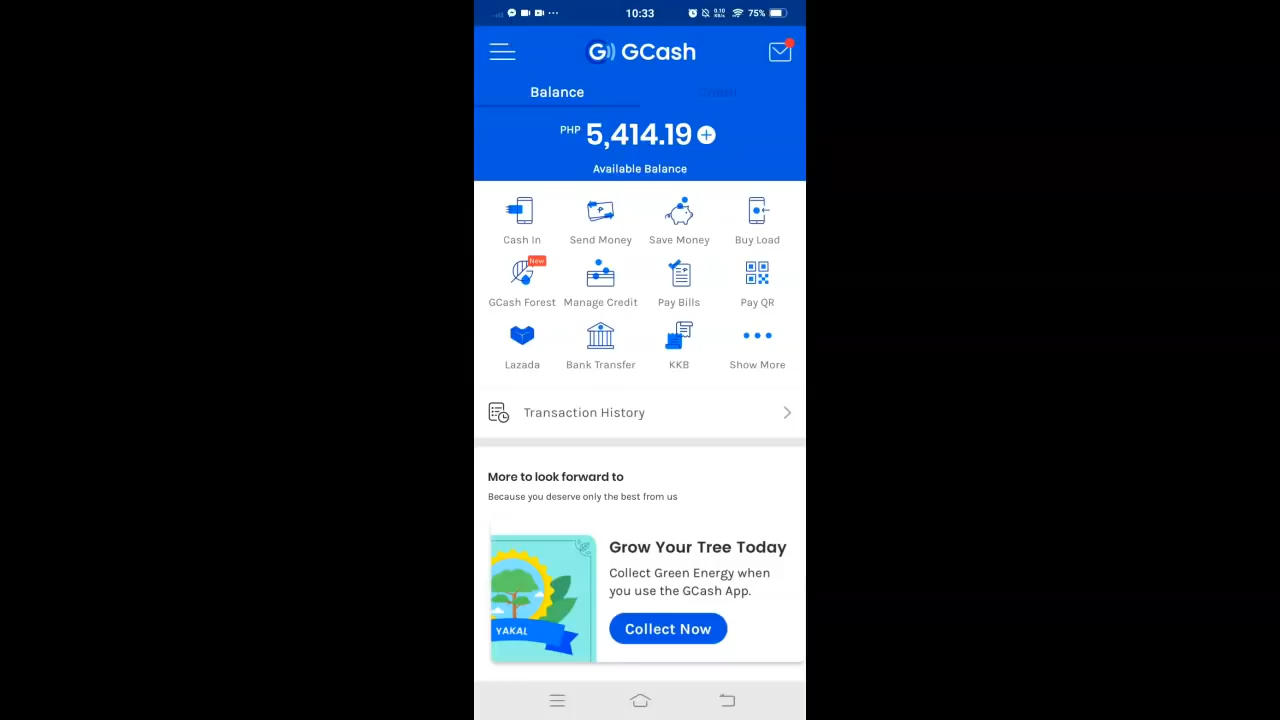 10:33
0.10
KB/s
75%
GCash
Balance
PHP 5,414.19
Available Balance
Cash In
Send Money
Save Money
Buy Load
New
GCash Forest
Manage Credit
Pay Bills
Pay QR
Lazada
Bank Transfer
KKB
Show More
Transaction History
More to look forward to
Because you deserve only the best from us
YAKAL
Grow Your Tree Today
Collect Green Energy when
you use the GCash App.
Collect Now